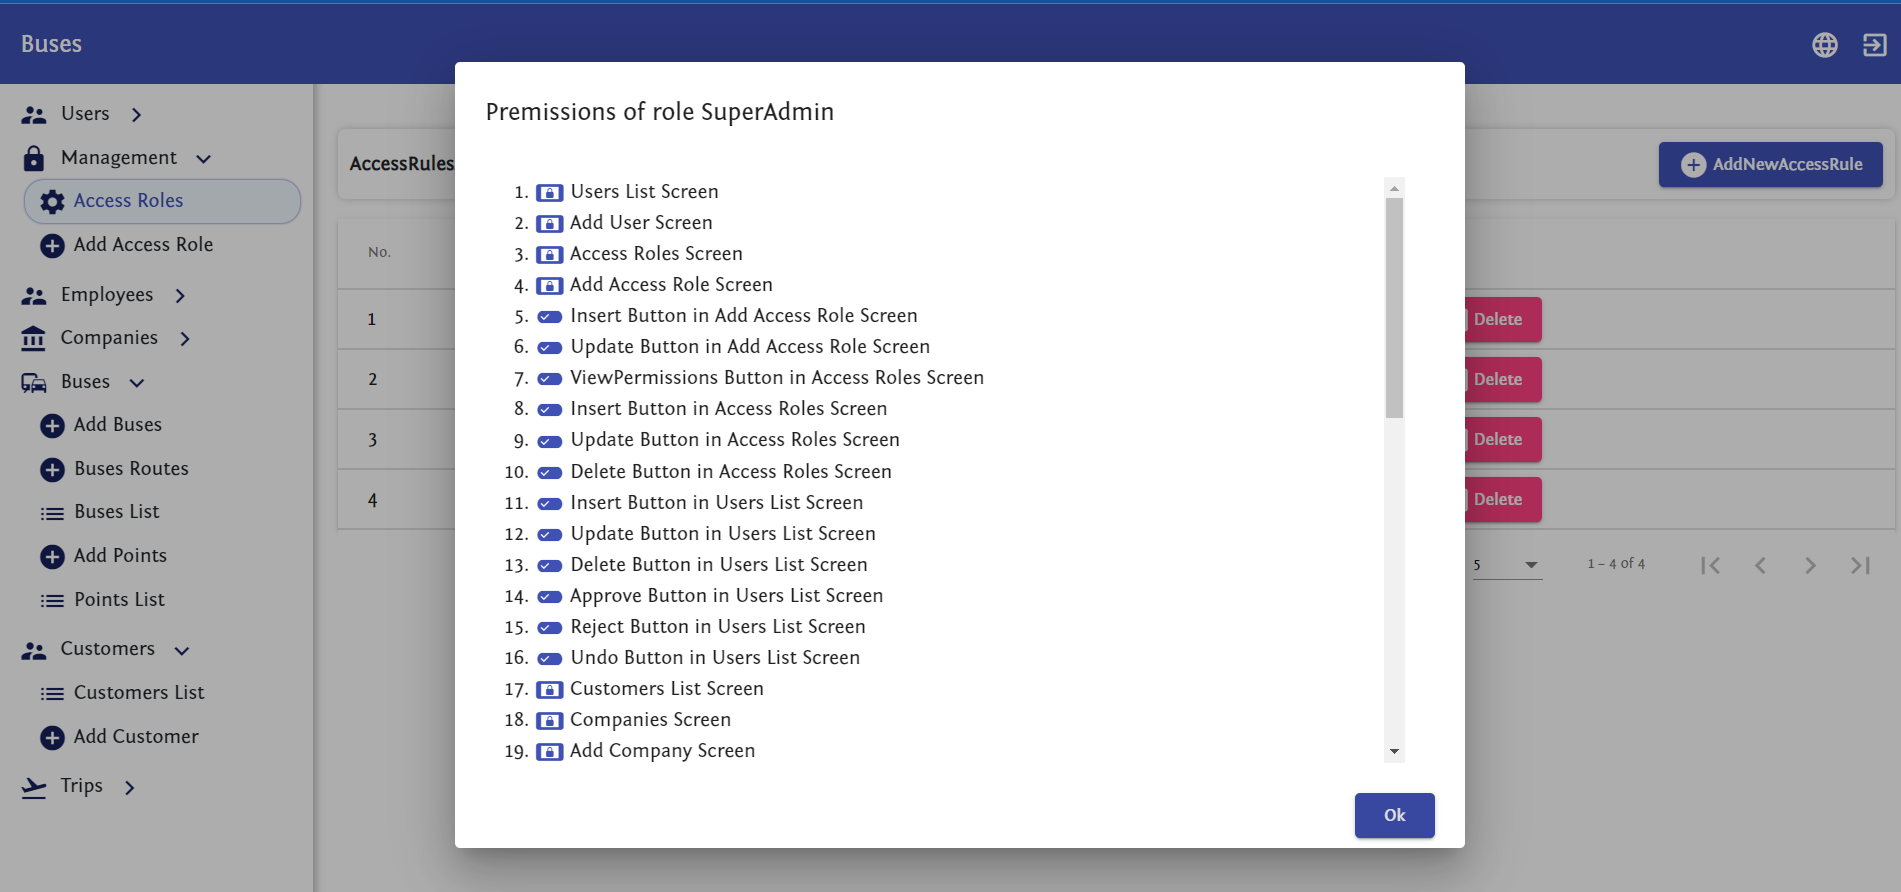 Buses
Users
Management
Access Roles
Add Access Role
Employees
Companies
Buses
Add Buses
Buses Routes
Buses List
Add Points
Points List
Customers
Customers List
Add Customer
Trips
AccessRules
AddNewAccessRule
No.
1 Delete
2 Delete
3 Delete
4 Delete
5 1 – 4 of 4
Premissions of role SuperAdmin
1. Users List Screen
2. Add User Screen
3. Access Roles Screen
4. Add Access Role Screen
5. Insert Button in Add Access Role Screen
6. Update Button in Add Access Role Screen
7. ViewPermissions Button in Access Roles Screen
8. Insert Button in Access Roles Screen
9. Update Button in Access Roles Screen
10. Delete Button in Access Roles Screen
11. Insert Button in Users List Screen
12. Update Button in Users List Screen
13. Delete Button in Users List Screen
14. Approve Button in Users List Screen
15. Reject Button in Users List Screen
16. Undo Button in Users List Screen
17. Customers List Screen
18. Companies Screen
19. Add Company Screen
Ok